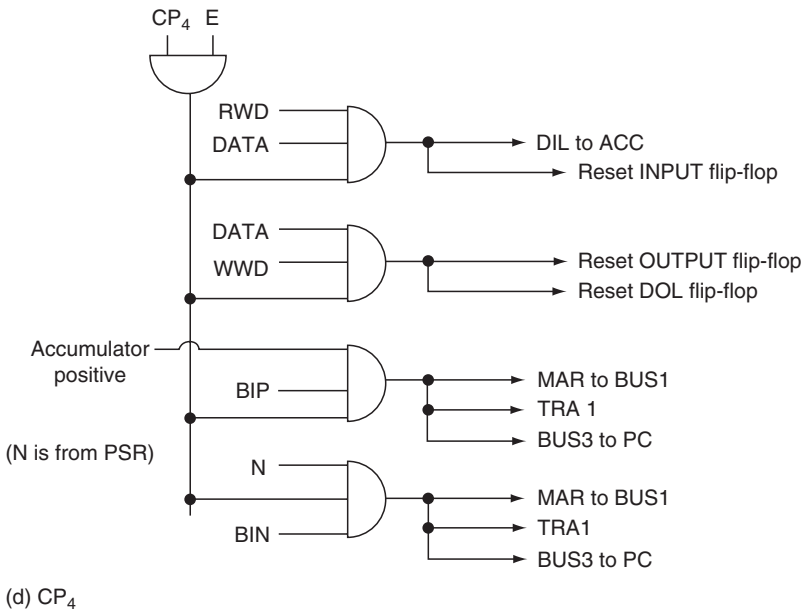 CP4 E
RWD
DATA
DIL to ACC
Reset INPUT flip-flop
DATA
WWD
Reset OUTPUT flip-flop
Reset DOL flip-flop
Accumulator
positive
BIP
MAR to BUS1
TRA 1
BUS3 to PC
(N is from PSR)
N
BIN
MAR to BUS1
TRA1
BUS3 to PC
(d) CP4